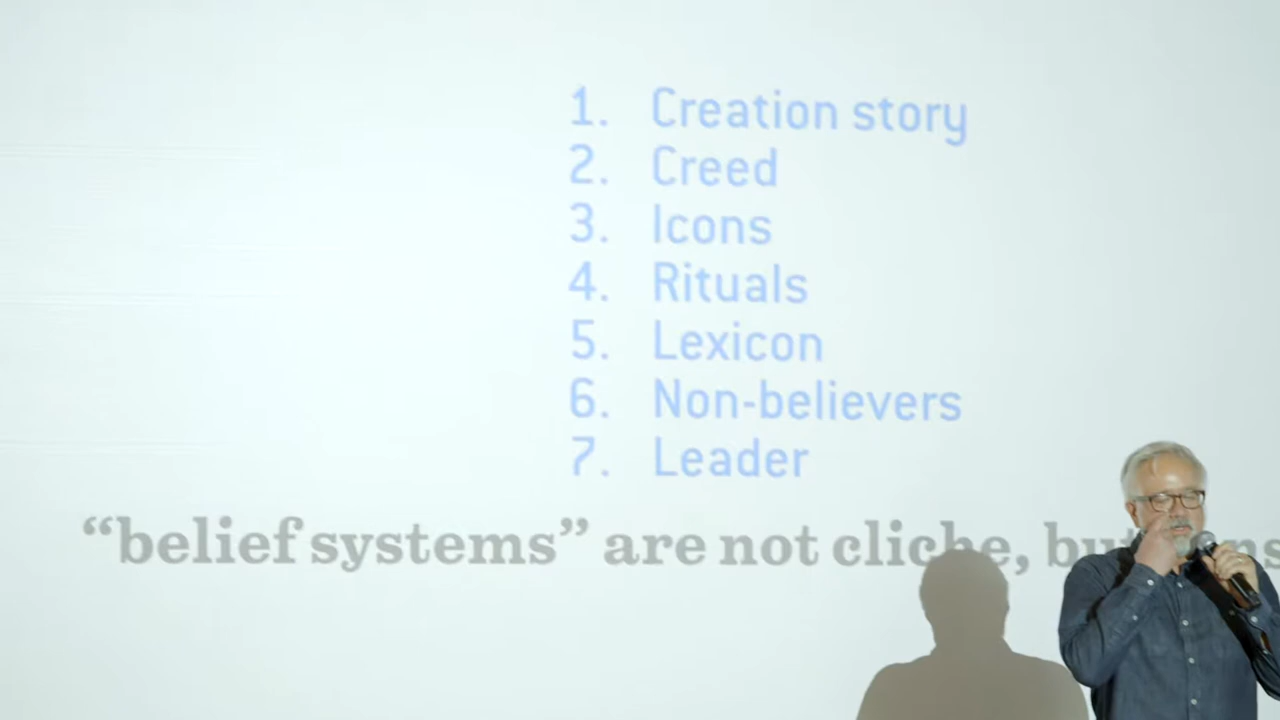 1. Creation story
2. Creed
3. Icons
4. Rituals
5. Lexicon
6. Non-believers
7. Leader
“belief systems” are not cliche,